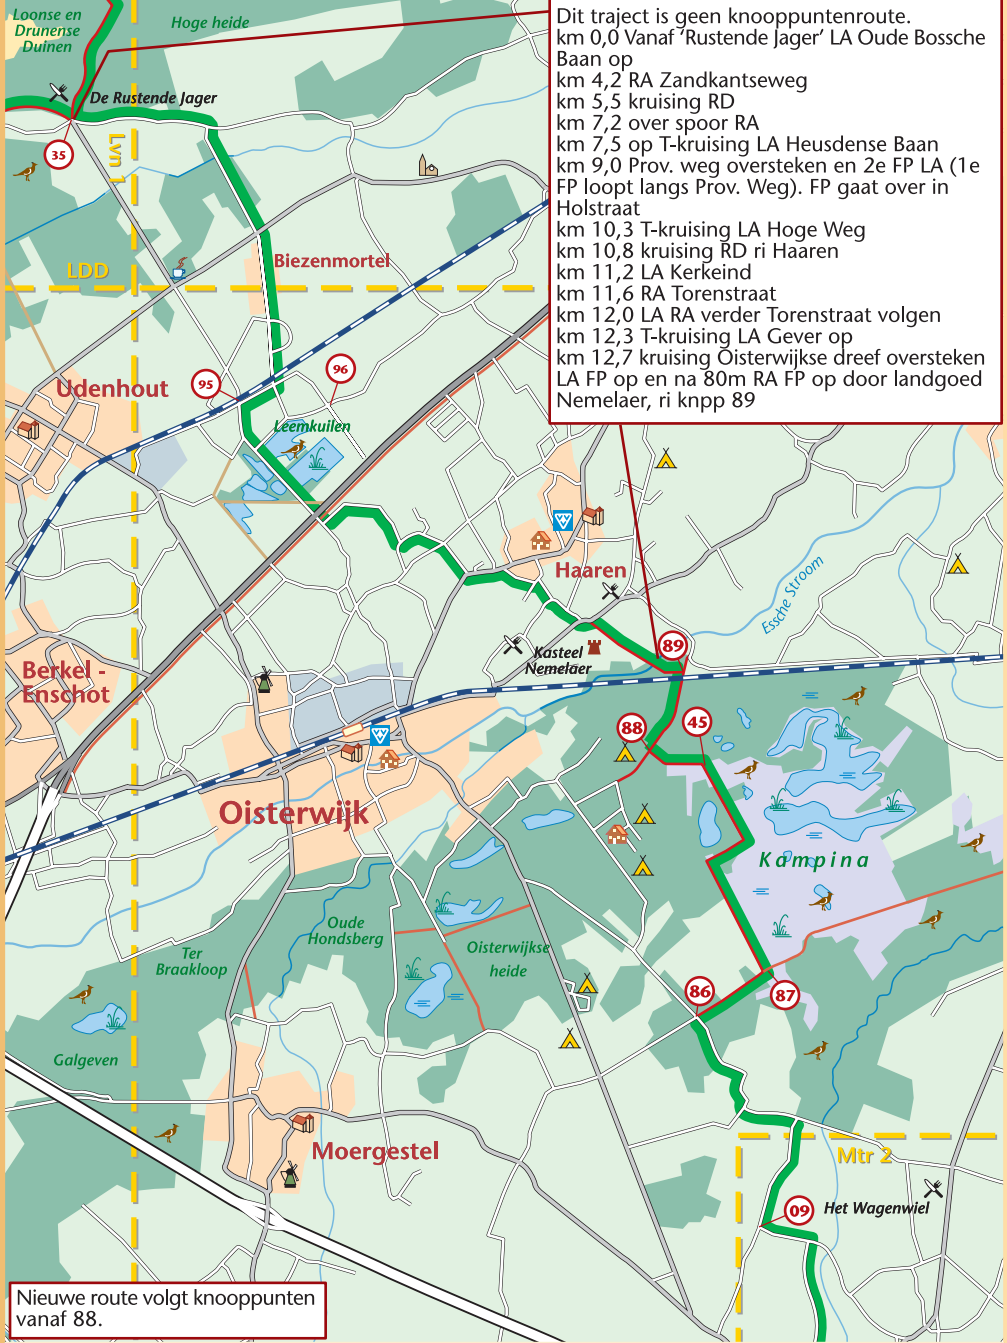 Loonse en
Drunense
Duinen
Hoge heide
Dit traject is geen knooppuntenroute.
km 0,0 Vanaf ‘Rustende Jager’ LA Oude Bossche
Baan op
km 4,2 RA Zandkantseweg
km 5,5 kruising RD
km 7,2 over spoor RA
km 7,5 op T-kruising LA Heusdense Baan
km 9,0 Prov. weg oversteken en 2e FP LA (1e
FP loopt langs Prov. Weg). FP gaat over in
Holstraat
km 10,3 T-kruising LA Hoge Weg
km 10,8 kruising RD ri Haaren
km 11,2 LA Kerkeind
km 11,6 RA Torenstraat
km 12,0 LA RA verder Torenstraat volgen
km 12,3 T-kruising LA Gever op
km 12,7 kruising Oisterwijkse dreef oversteken
LA FP op en na 80m RA FP op door landgoed
Nemelaer, ri knpp 89
De Rustende Jager
35
Lvn 1
LDD
Biezenmortel
95
96
Udenhout
Leemkuilen
Haaren
Essche Stroom
Kasteel
Nemelaer
89
Berkel -
Enschot
88
45
Oisterwijk
Kampina
Oude
Hondsberg
Ter
Braakloop
Oisterwijkse
heide
86
87
Galgeven
Moergestel
Mtr 2
09
Het Wagenwiel
Nieuwe route volgt knooppunten
vanaf 88.